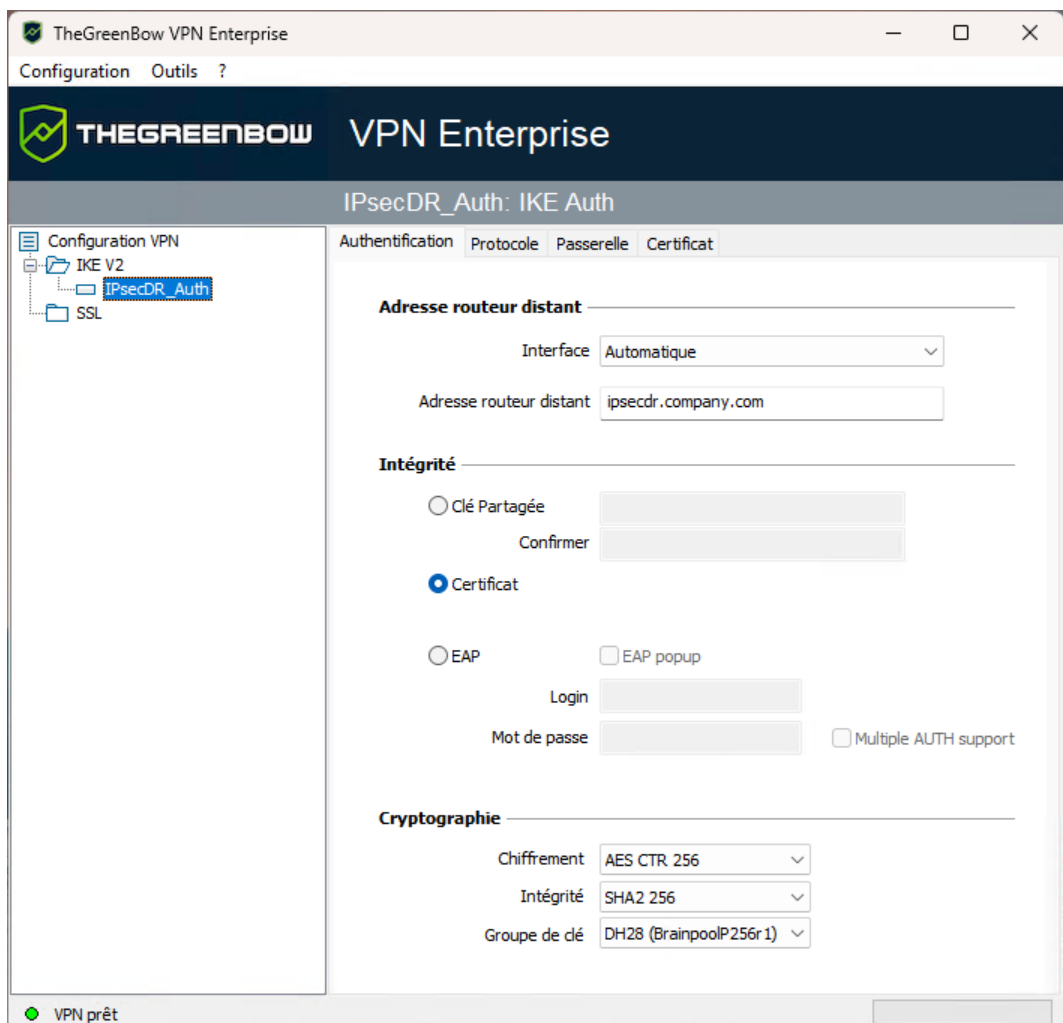 TheGreenBow VPN Enterprise
Configuration Outils ?
THEGREENBOW VPN Enterprise
IPsecDR_Auth: IKE Auth
Configuration VPN
IKE V2
IPsecDR_Auth
SSL
Authentification Protocole Passerelle Certificat
Adresse routeur distant
Interface Automatique
Adresse routeur distant ipsecdr.company.com
Intégrité
Clé Partagée
Confirmer
Certificat
EAP EAP popup
Login
Mot de passe Multiple AUTH support
Cryptographie
Chiffrement AES CTR 256
Intégrité SHA2 256
Groupe de clé DH28 (BrainpoolP256r1)
VPN prêt